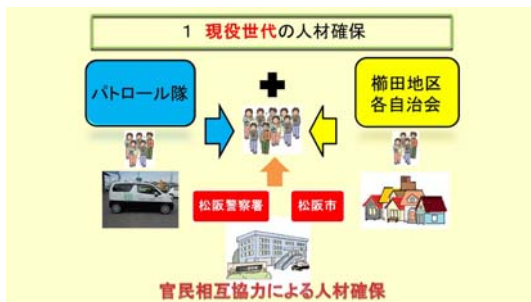 1 現役世代の人材確保
パトロール隊
櫛田地区
各自治会
松阪警察署
松阪市
官民相互協力による人材確保